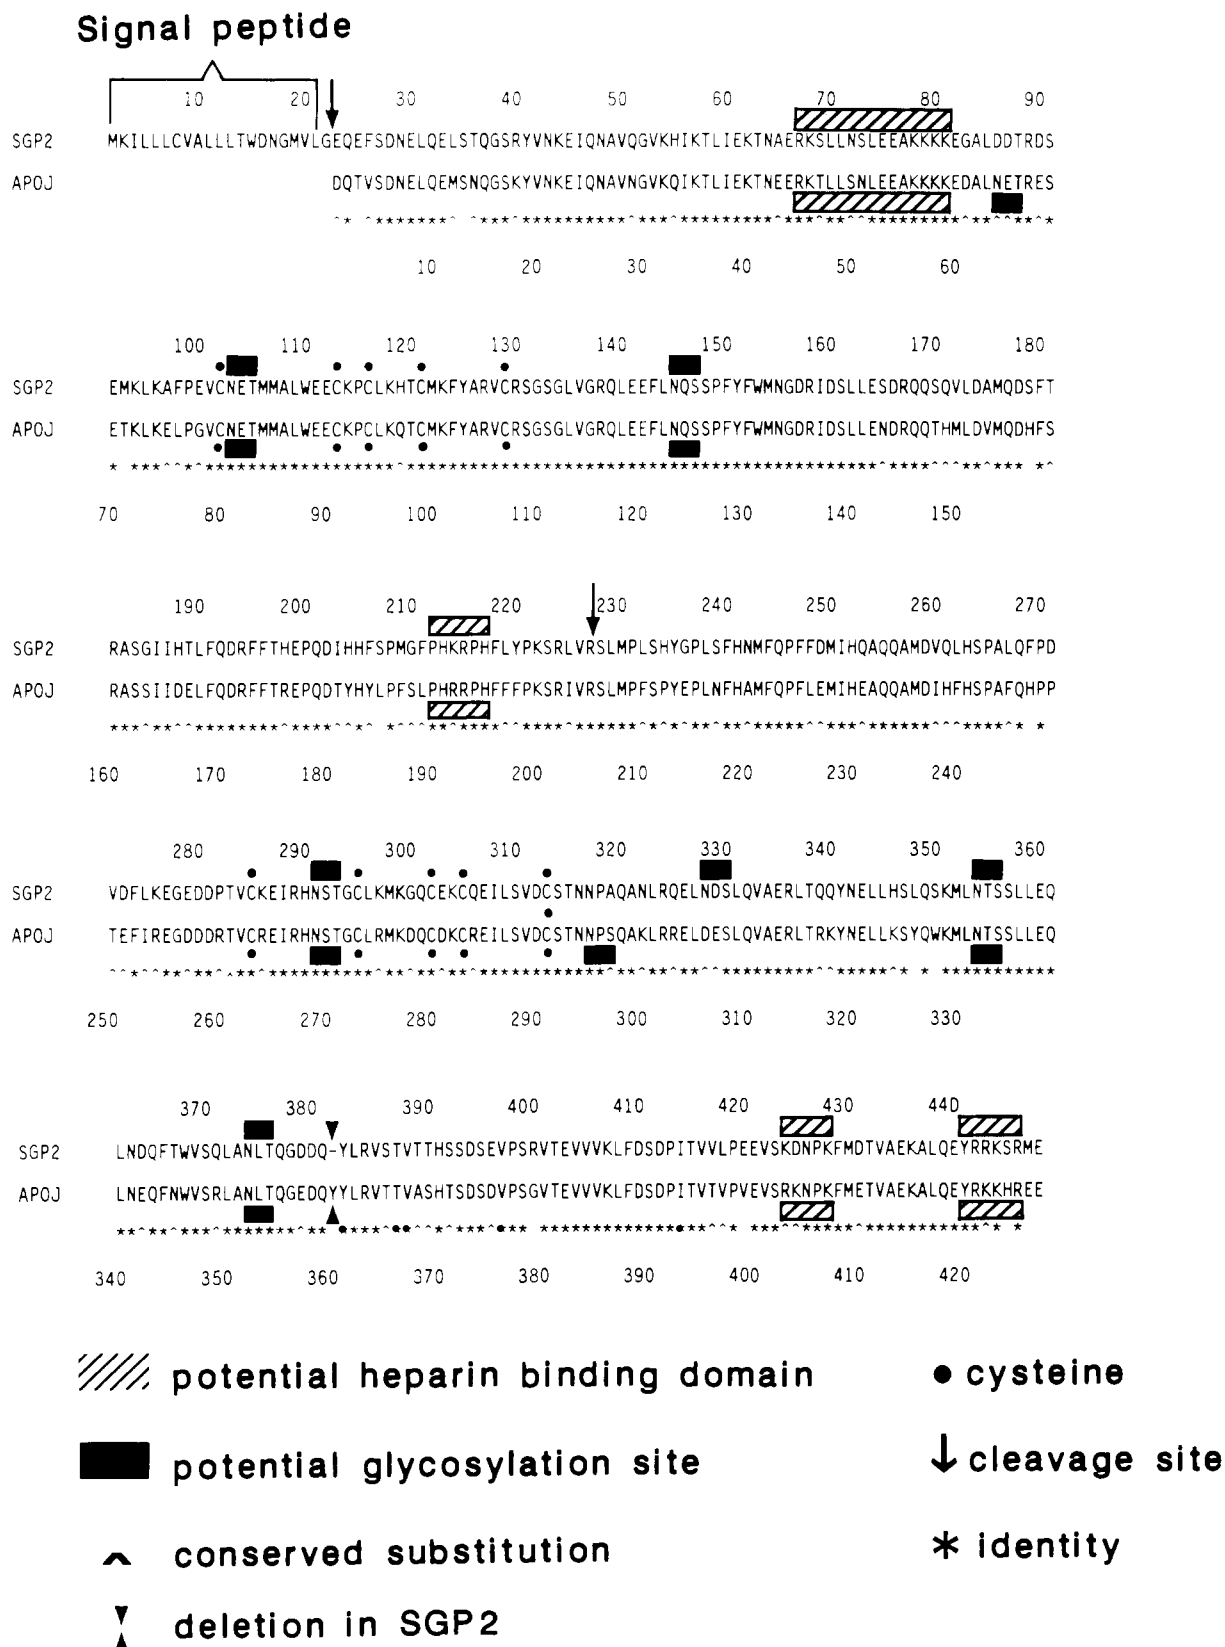 Signal peptide
10 20 30 40 50 60 70 80 90
SGP2 MKILLLCVALLLTWDNGMVLGEQEFSDNELQELSTQGSRYVNKEIQNAVQGVKHIKTLIEKTNAERKSLLNSLEEAKKKKEGALDDTRDS
APOJ DQTVSDNELQEMSNQGSKYVNKEIQNAVNGVKQIKTLIEKTNEERKTLLSNLEEAKKKKEDALNETRES
10 20 30 40 50 60
100 110 120 130 140 150 160 170 180
SGP2 EMKLKAFPEVCNETMMALWEECKPCLKHTCMKFYARVCRSGSGLVGRQLEEFLNQSSPFYFWMNGDRIDSLLESDRQQSQVLDAMQDSFT
APOJ ETKLKELPGVCNETMMALWEECKPCLKQTCMKFYARVCRSGSGLVGRQLEEFLNQSSPFYFWMNGDRIDSLLENDRQQTHMLDVMQDHFS
70 80 90 100 110 120 130 140 150
190 200 210 220 230 240 250 260 270
SGP2 RASGIIHTLFQDRFFTHEPQDIHHFSPMGFPHKRPHFLYPKSRLVRSLMPLSHYGPLSFHNMFQPFFDMIHQAQQAMDVQLHSPALQFPD
APOJ RASSIIDELFQDRFFTREPQDTYHYLPFSLPHRRPHFFFPKSRIVRSLMPFSPYEPLNFHAMFQPFLEMIHEAQQAMDIHFHSPAFQHPP
160 170 180 190 200 210 220 230 240
280 290 300 310 320 330 340 350 360
SGP2 VDFLKEGEDDPTVCKEIRHNSTGCLKMKGQCEKCQEILSVDCSTNNPAQANLRQELNDSLQVAERLTQQYNELLHSLQSKMLNTSSLLEQ
APOJ TEFIREGDDDRTVCREIRHNSTGCLRMKDQCDKCREILSVDCSTNNPSQAKLRRELDESLQVAERLTRKYNELLKSYQWKMLNTSSLLEQ
250 260 270 280 290 300 310 320 330
370 380 390 400 410 420 430 440
SGP2 LNDQFTWVSQLANLTQGDDQ-YLRVSTVTTHSSDSEVPSRVTEVVVKLFDSDPITVVLPEEVSKDNPKFMDTVAEKALQEYRRKSRME
APOJ LNEQFNWVSRLANLTQGEDQYYLRVTTVASHTSDSDVPSGVTEVVVKLFDSDPITVTVPVEVSRKNPKFMETVAEKALQEYRKKHREE
340 350 360 370 380 390 400 410 420
potential heparin binding domain
cysteine
potential glycosylation site
cleavage site
^ conserved substitution
* identity
deletion in SGP2